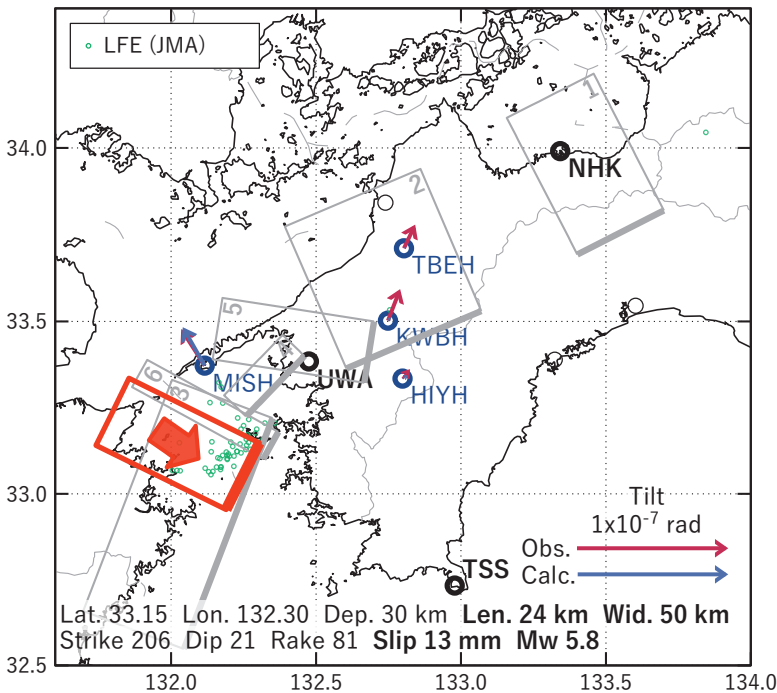 LFE (JMA)
34.0
33.5
33.0
32.5
132.0
132.5
133.0
133.5
134.0
1
2
3
4
5
6
NHK
TBEH
KWBH
MISH
UWA
HIYH
TSS
Tilt
1x10⁻⁷ rad
Obs.
Calc.
Lat. 33.15 Lon. 132.30 Dep. 30 km Len. 24 km Wid. 50 km
Strike 206 Dip 21 Rake 81 Slip 13 mm Mw 5.8